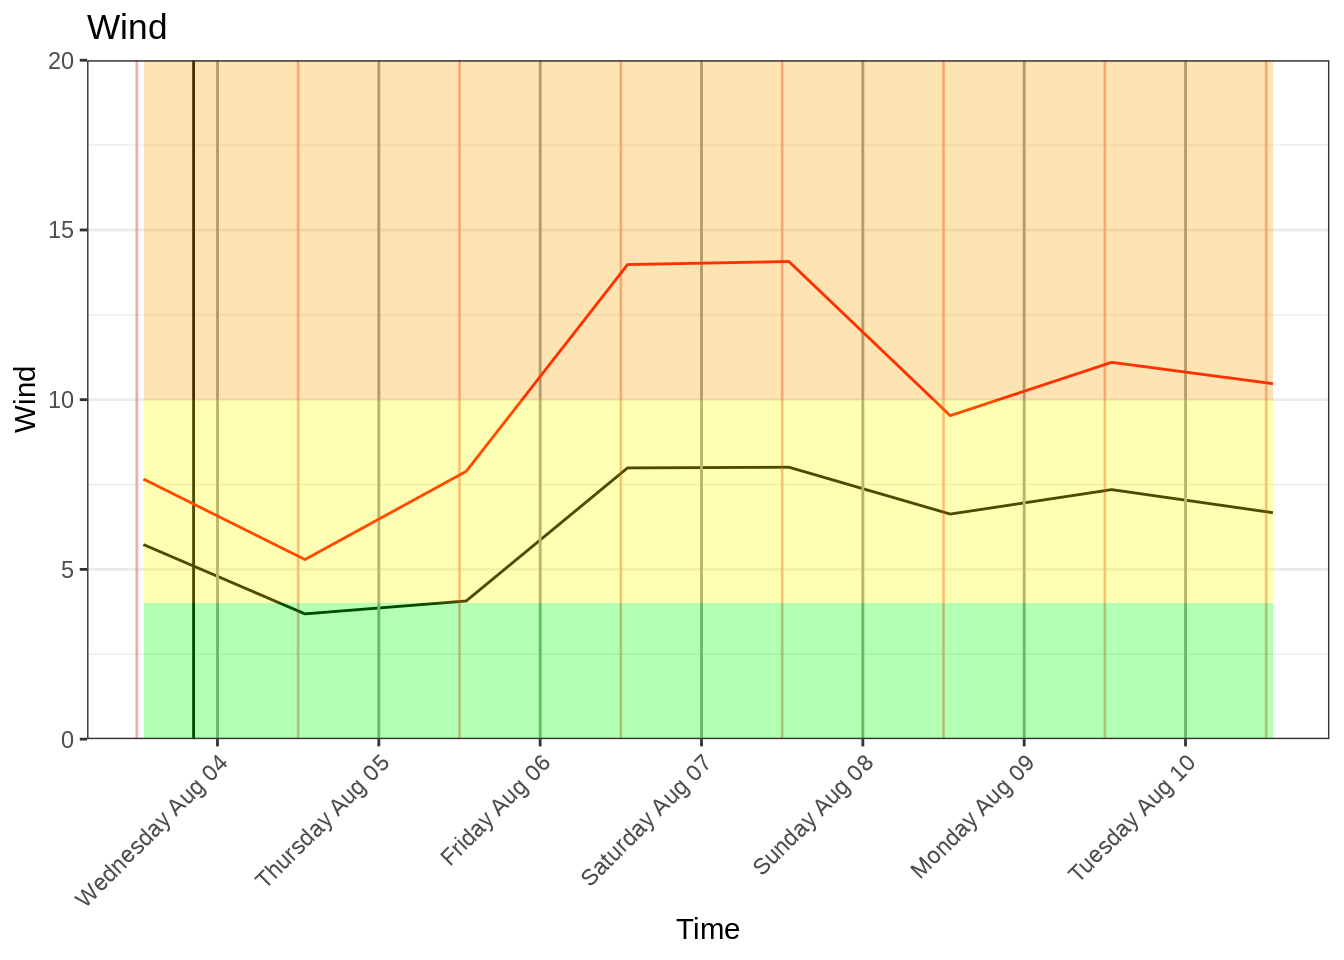 Wind
20
15
10
5
0
Wind
Wednesday Aug 04
Thursday Aug 05
Friday Aug 06
Saturday Aug 07
Sunday Aug 08
Monday Aug 09
Tuesday Aug 10
Time